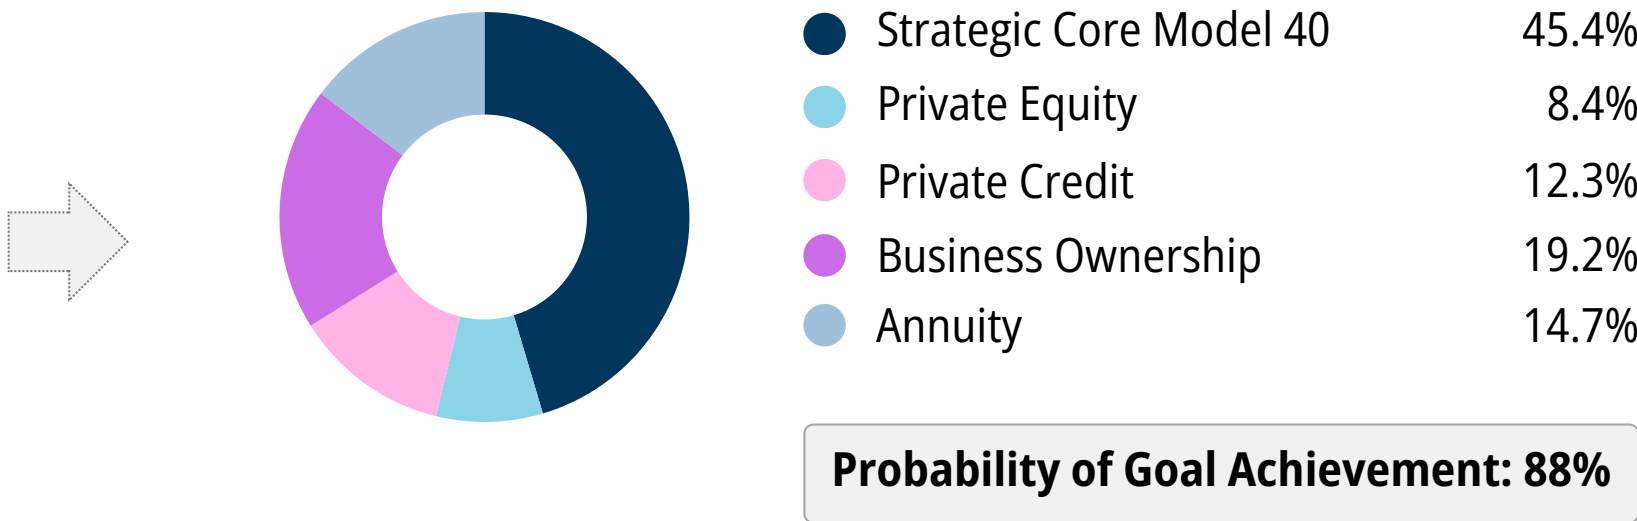 Strategic Core Model 40 45.4%
Private Equity 8.4%
Private Credit 12.3%
Business Ownership 19.2%
Annuity 14.7%
Probability of Goal Achievement: 88%